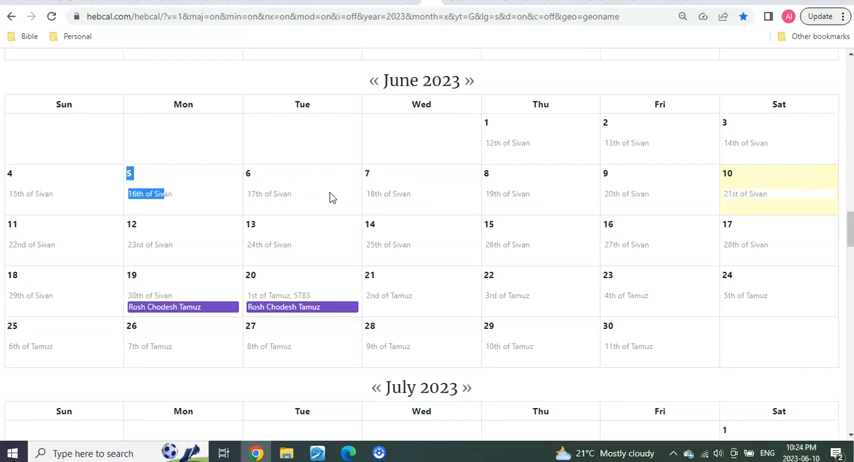 hebcal.com/hebcal/?v=1&maj=on&min=on&nx=on&mod=on&i=off&year=2023&month=x&yt=G&lg=s&d=on&c=off&geo=geoname
AI
Update
Bible
Personal
Other bookmarks
« June 2023 »
Sun Mon Tue Wed Thu Fri Sat
1 2 3
12th of Sivan 13th of Sivan 14th of Sivan
4 5 6 7 8 9 10
15th of Sivan 16th of Sivan 17th of Sivan 18th of Sivan 19th of Sivan 20th of Sivan 21st of Sivan
11 12 13 14 15 16 17
22nd of Sivan 23rd of Sivan 24th of Sivan 25th of Sivan 26th of Sivan 27th of Sivan 28th of Sivan
18 19 20 21 22 23 24
29th of Sivan 30th of Sivan 1st of Tamuz, 5783 2nd of Tamuz 3rd of Tamuz 4th of Tamuz 5th of Tamuz
Rosh Chodesh Tamuz Rosh Chodesh Tamuz
25 26 27 28 29 30
6th of Tamuz 7th of Tamuz 8th of Tamuz 9th of Tamuz 10th of Tamuz 11th of Tamuz
« July 2023 »
Sun Mon Tue Wed Thu Fri Sat
1
Type here to search
21°C Mostly cloudy
ENG
10:24 PM
2023-06-10
2